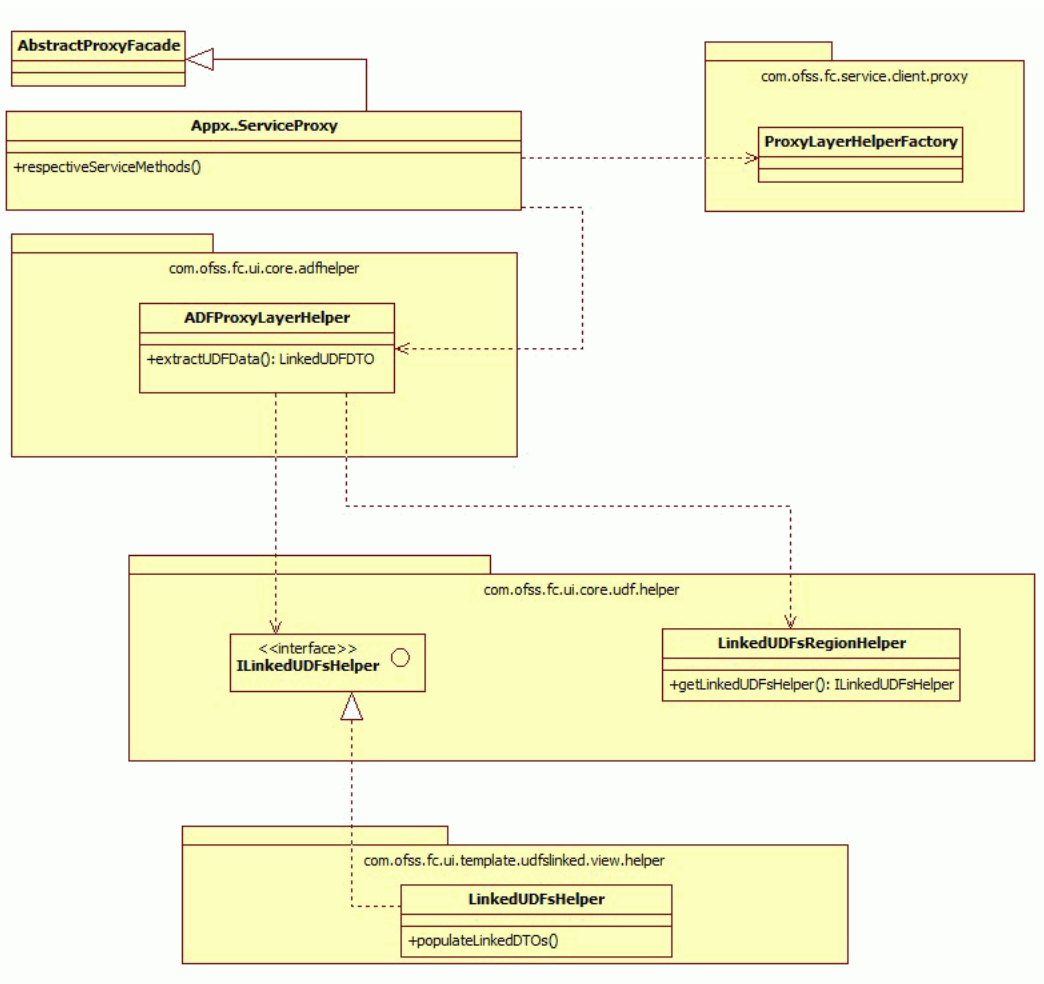 AbstractProxyFacade
com.ofss.fc.service.client.proxy
Appx..ServiceProxy
ProxyLayerHelperFactory
+respectiveServiceMethods()
com.ofss.fc.ui.core.adfhelper
ADFProxyLayerHelper
+extractUDFData(): LinkedUDFDTO
com.ofss.fc.ui.core.udf.helper
<<interface>>
ILinkedUDFsHelper
LinkedUDFsRegionHelper
+getLinkedUDFsHelper(): ILinkedUDFsHelper
com.ofss.fc.ui.template.udfslinked.view.helper
LinkedUDFsHelper
+populateLinkedDTOs()